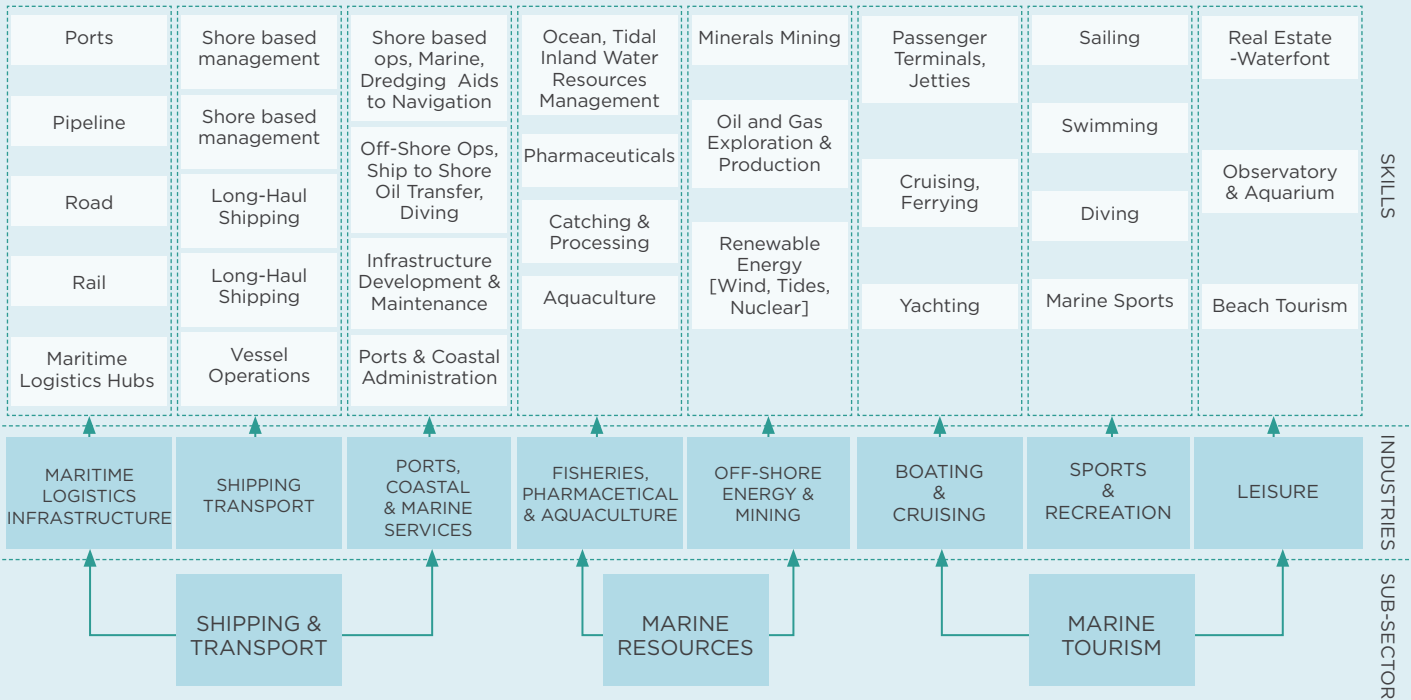 Ports
Pipeline
Road
Rail
Maritime
Logistics Hubs
Shore based
management
Shore based
management
Long-Haul
Shipping
Long-Haul
Shipping
Vessel
Operations
Shore based
ops, Marine,
Dredging Aids
to Navigation
Off-Shore Ops,
Ship to Shore
Oil Transfer,
Diving
Infrastructure
Development &
Maintenance
Ports & Coastal
Administration
Ocean, Tidal
Inland Water
Resources
Management
Pharmaceuticals
Catching &
Processing
Aquaculture
Minerals Mining
Oil and Gas
Exploration &
Production
Renewable
Energy
[Wind, Tides,
Nuclear]
Passenger
Terminals,
Jetties
Cruising,
Ferrying
Yachting
Sailing
Swimming
Diving
Marine Sports
Real Estate
-Waterfont
Observatory
& Aquarium
Beach Tourism
SKILLS
MARITIME
LOGISTICS
INFRASTRUCTURE
SHIPPING
TRANSPORT
PORTS,
COASTAL
& MARINE
SERVICES
FISHERIES,
PHARMACETICAL
& AQUACULTURE
OFF-SHORE
ENERGY &
MINING
BOATING
&
CRUISING
SPORTS
&
RECREATION
LEISURE
INDUSTRIES
SHIPPING &
TRANSPORT
MARINE
RESOURCES
MARINE
TOURISM
SUB-SECTOR